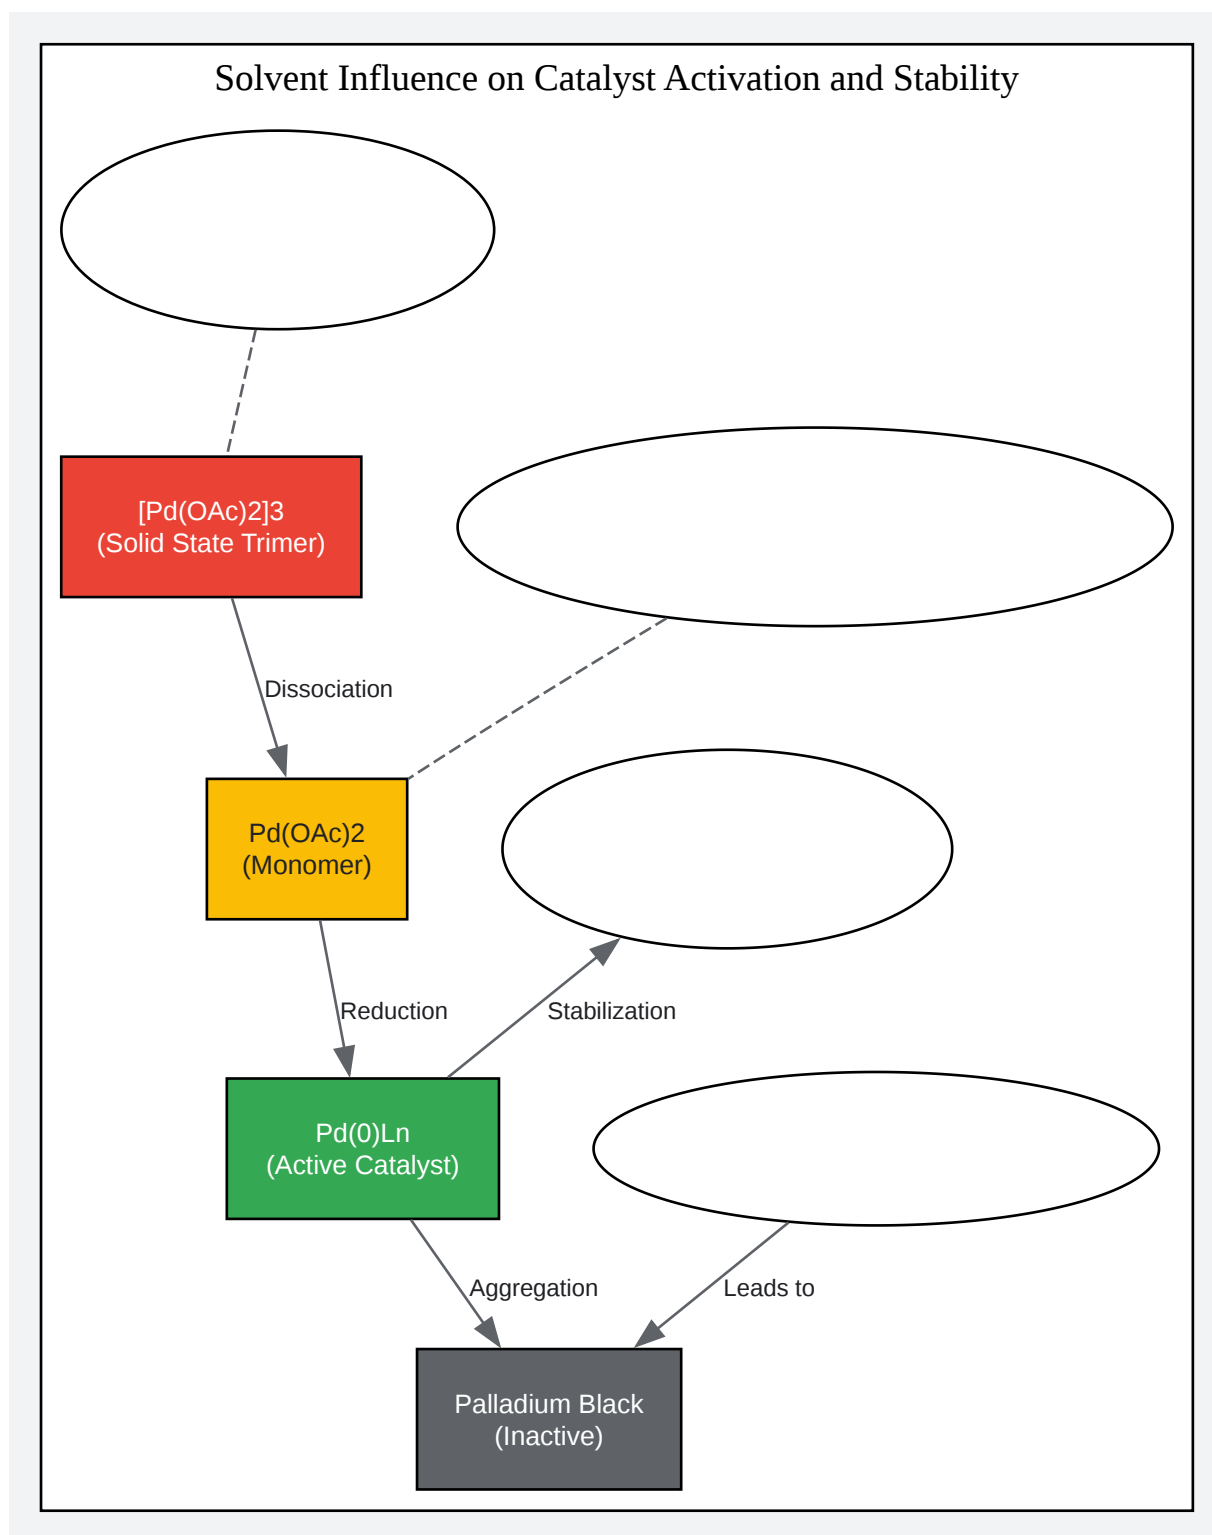 Solvent Influence on Catalyst Activation and Stability
[Pd(OAc)2]3
(Solid State Trimer)
Dissociation
Pd(OAc)2
(Monomer)
Reduction
Stabilization
Pd(0)Ln
(Active Catalyst)
Aggregation
Leads to
Palladium Black
(Inactive)